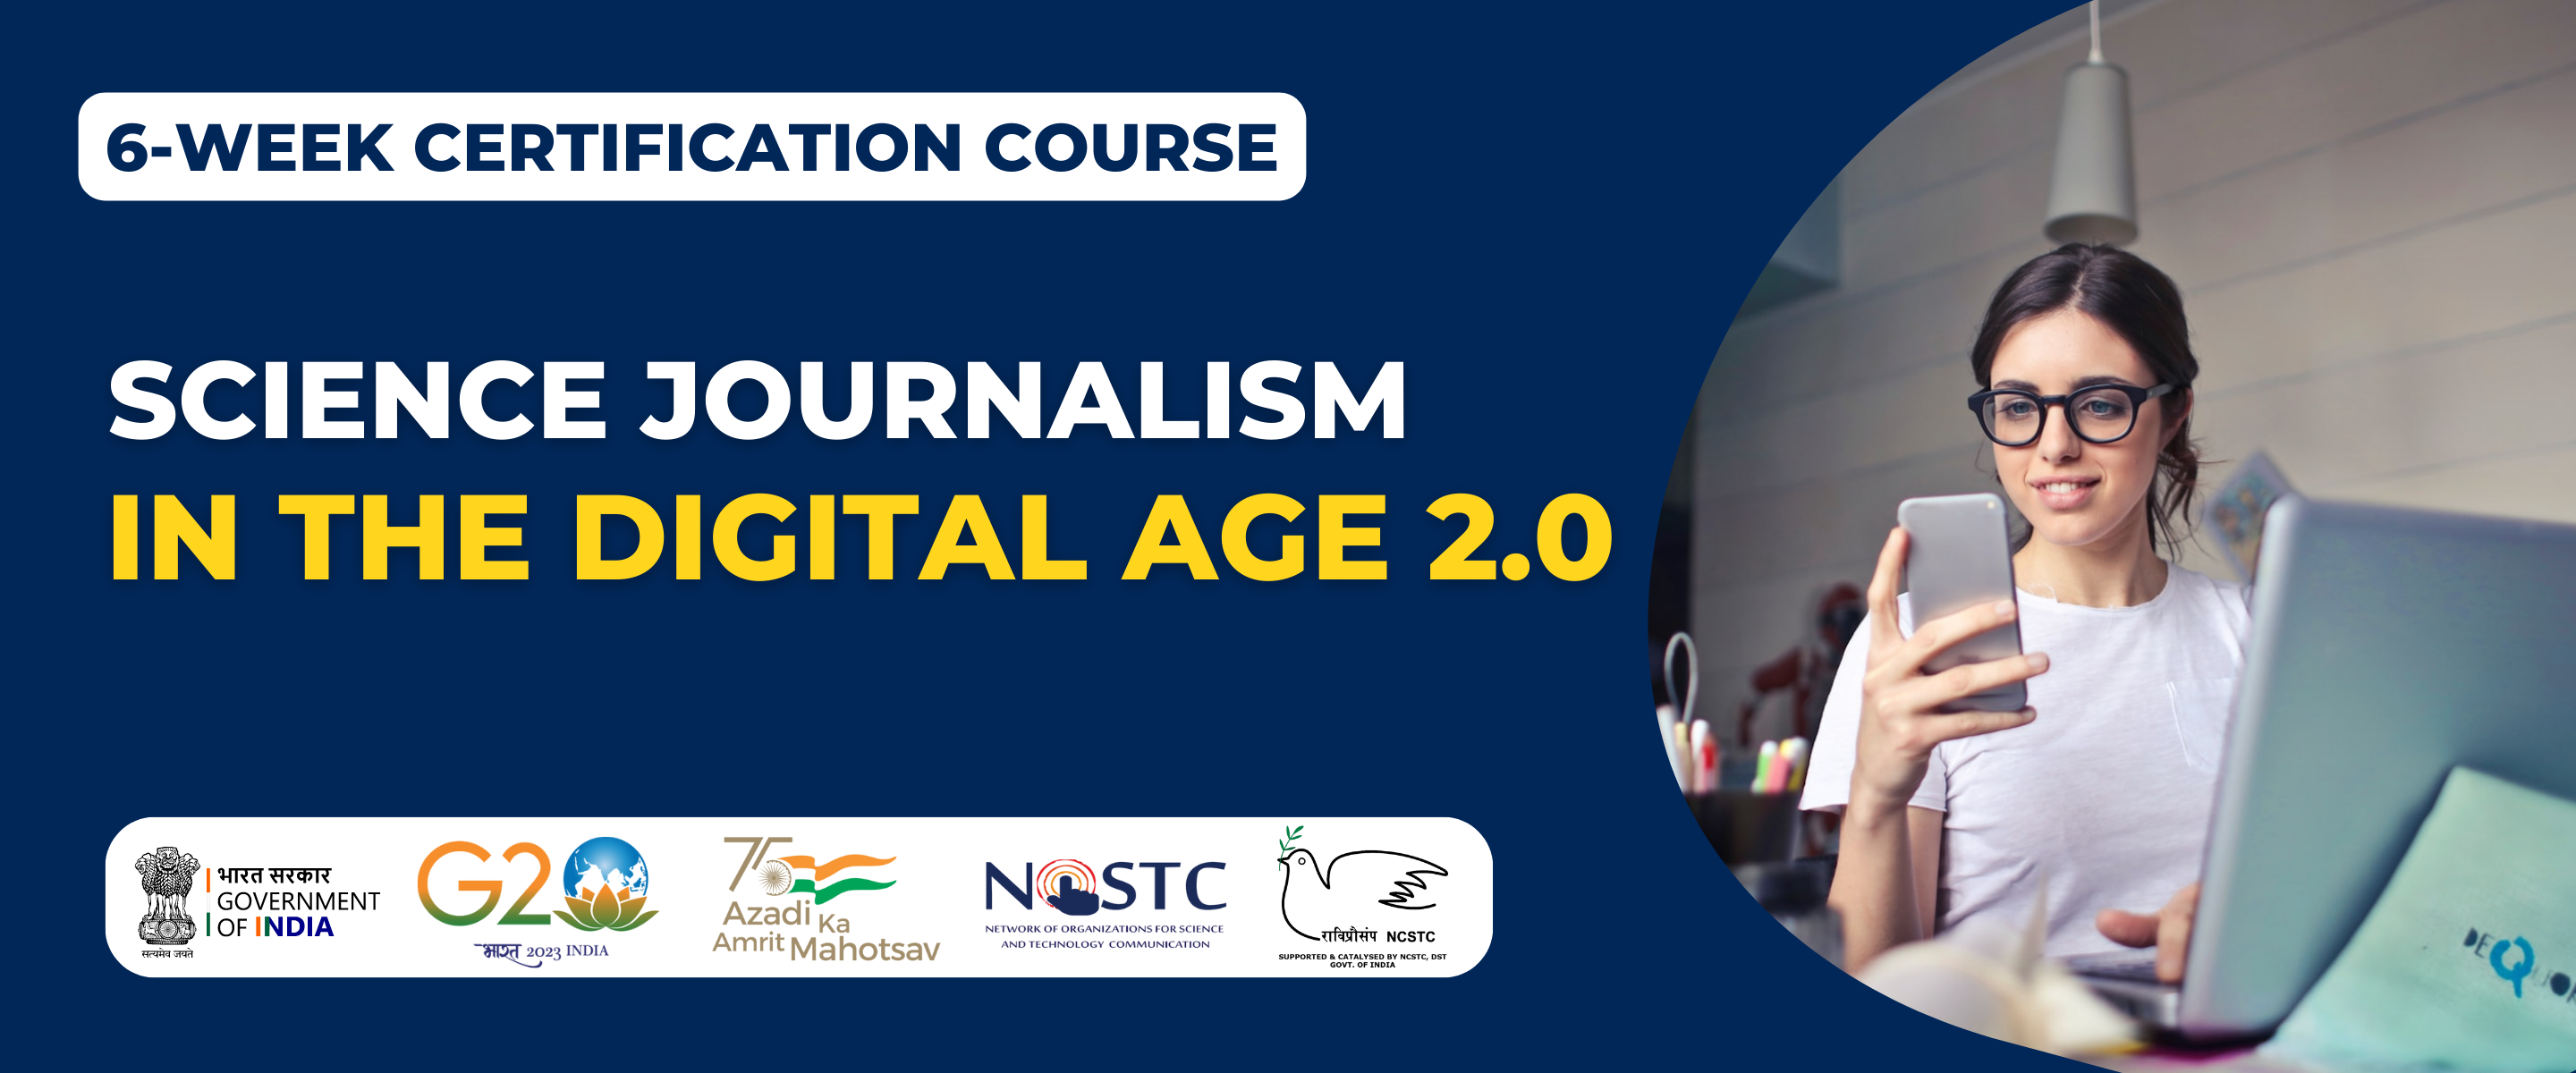 6-WEEK CERTIFICATION COURSE
SCIENCE JOURNALISM
IN THE DIGITAL AGE 2.0
भारत सरकार
GOVERNMENT
OF INDIA
सत्यमेव जयते
G20
भारत 2023 INDIA
75
Azadi Ka
Amrit Mahotsav
NOSTC
NETWORK OF ORGANIZATIONS FOR SCIENCE
AND TECHNOLOGY COMMUNICATION
राविप्रौसंप NCSTC
SUPPORTED & CATALYSED BY NCSTC, DST
GOVT. OF INDIA